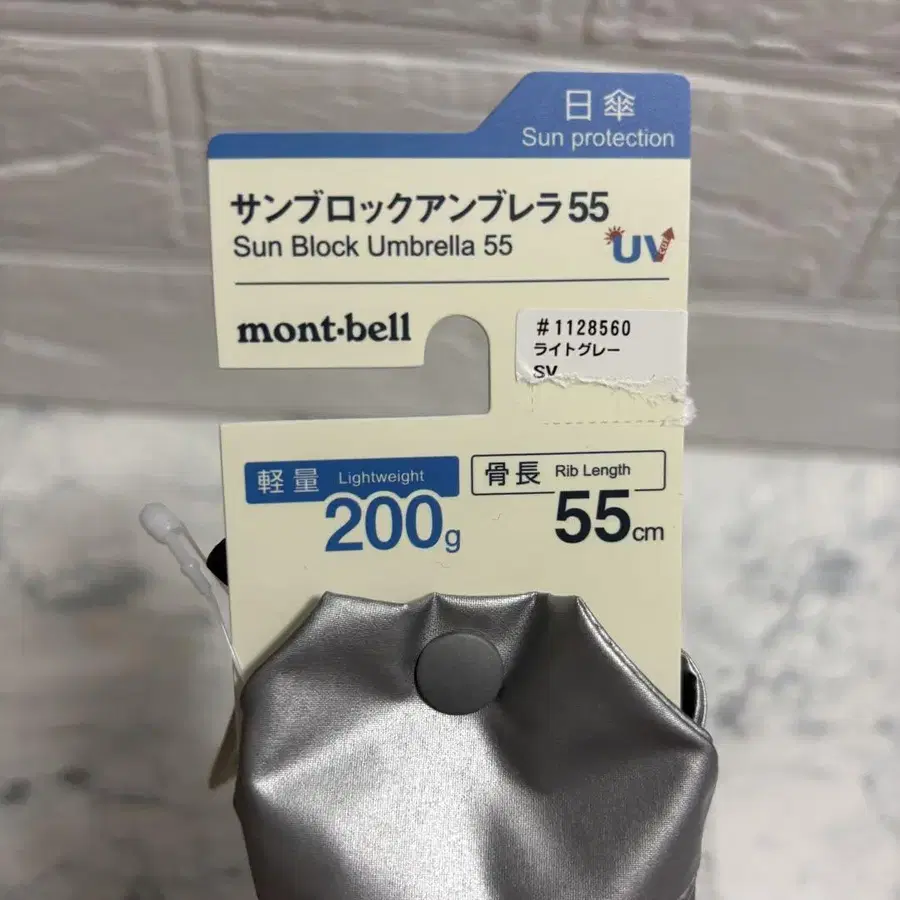 日傘
Sun protection
サンブロックアンブレラ55
Sun Block Umbrella 55
UV CUT
mont-bell
#1128560
ライトグレー
SV
軽量 Lightweight
200g
骨長 Rib Length
55cm